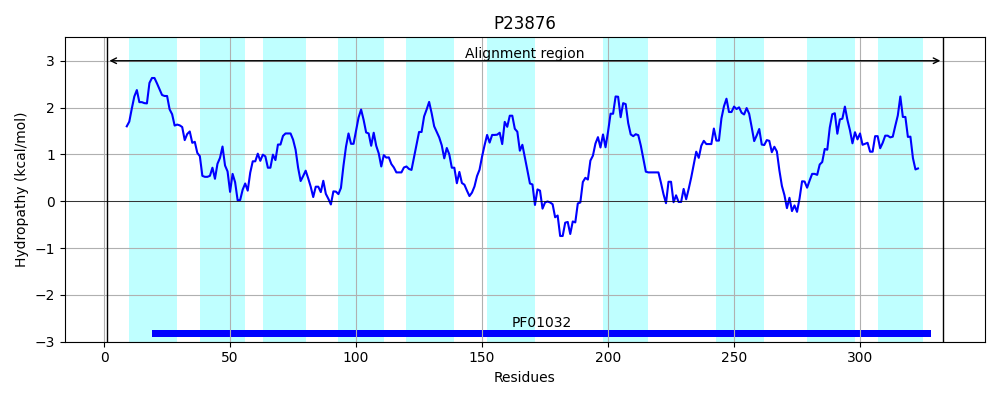 P23876
Alignment region
PF01032
Hydropathy (kcal/mol)
3
2
1
0
−1
−2
−3
0 50 100 150 200 250 300
Residues